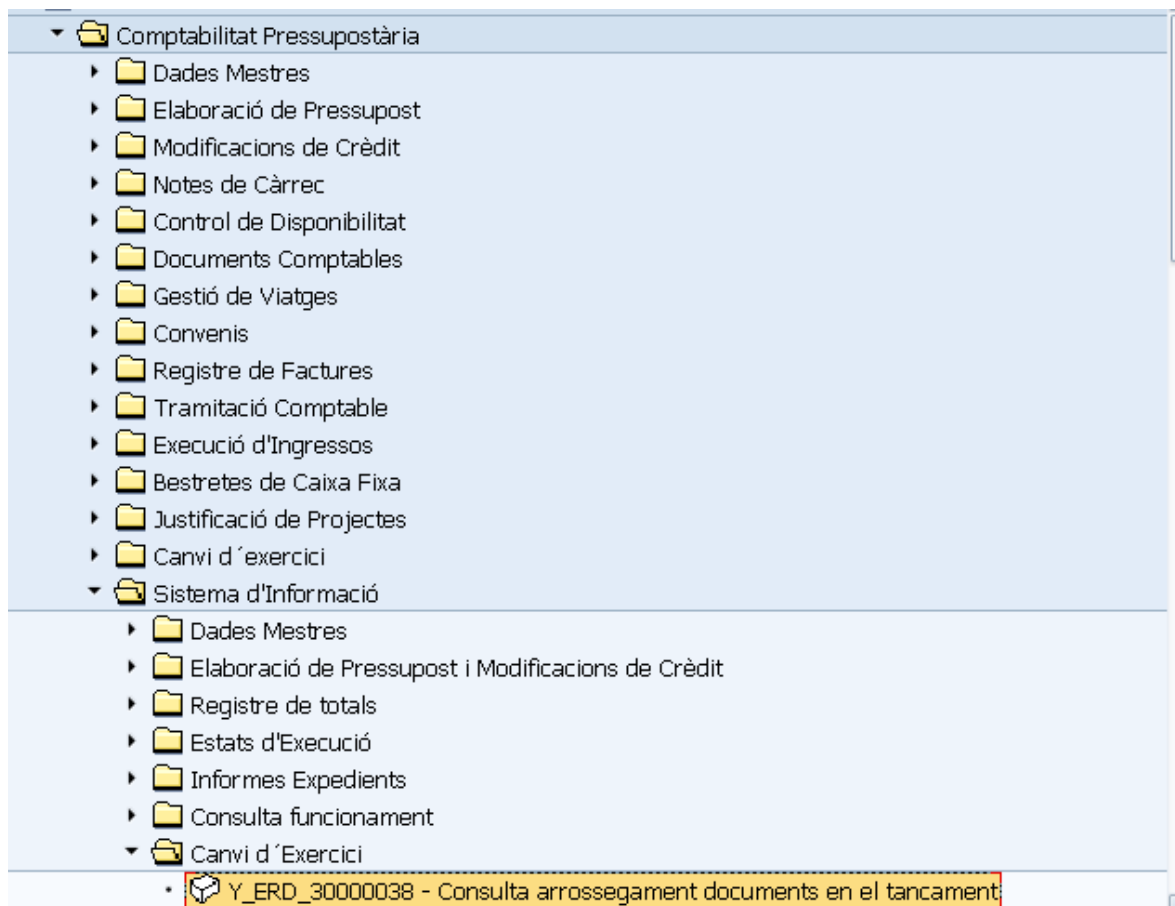 Comptabilitat Pressupostària
Dades Mestres
Elaboració de Pressupost
Modificacions de Crèdit
Notes de Càrrec
Control de Disponibilitat
Documents Comptables
Gestió de Viatges
Convenis
Registre de Factures
Tramitació Comptable
Execució d'Ingressos
Bestretes de Caixa Fixa
Justificació de Projectes
Canvi d´exercici
Sistema d'Informació
Dades Mestres
Elaboració de Pressupost i Modificacions de Crèdit
Registre de totals
Estats d'Execució
Informes Expedients
Consulta funcionament
Canvi d´Exercici
Y_ERD_30000038 - Consulta arrossegament documents en el tancament